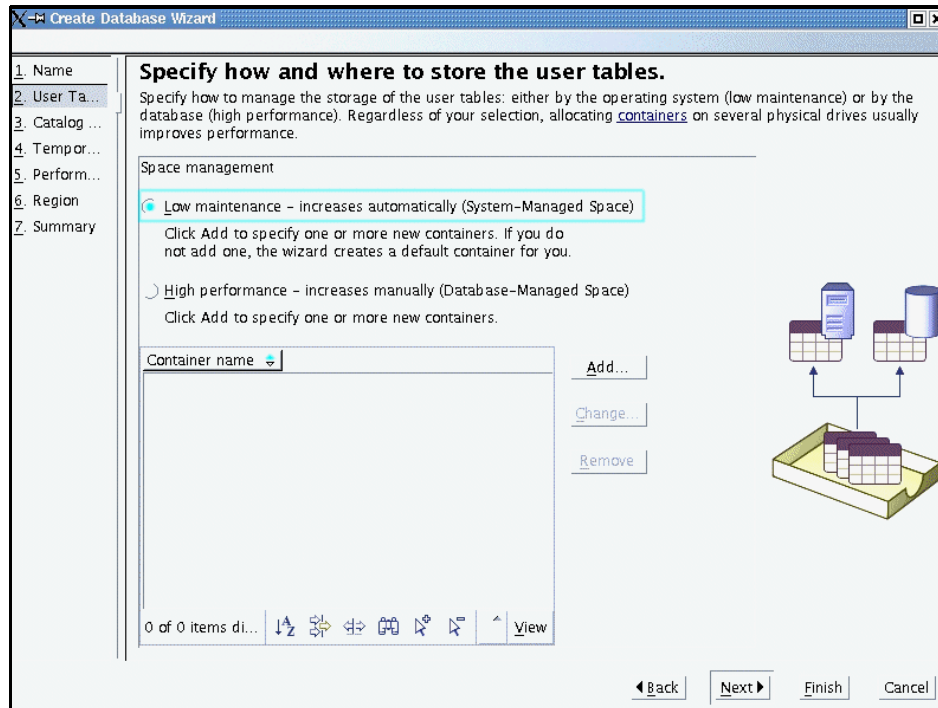 Create Database Wizard
1. Name
2. User Ta...
3. Catalog ...
4. Tempor...
5. Perform...
6. Region
7. Summary
Specify how and where to store the user tables.
Specify how to manage the storage of the user tables: either by the operating system (low maintenance) or by the
database (high performance). Regardless of your selection, allocating containers on several physical drives usually
improves performance.
Space management
Low maintenance – increases automatically (System-Managed Space)
Click Add to specify one or more new containers. If you do
not add one, the wizard creates a default container for you.
High performance – increases manually (Database-Managed Space)
Click Add to specify one or more new containers.
Container name
Add...
Change...
Remove
0 of 0 items di...
View
Back
Next
Finish
Cancel